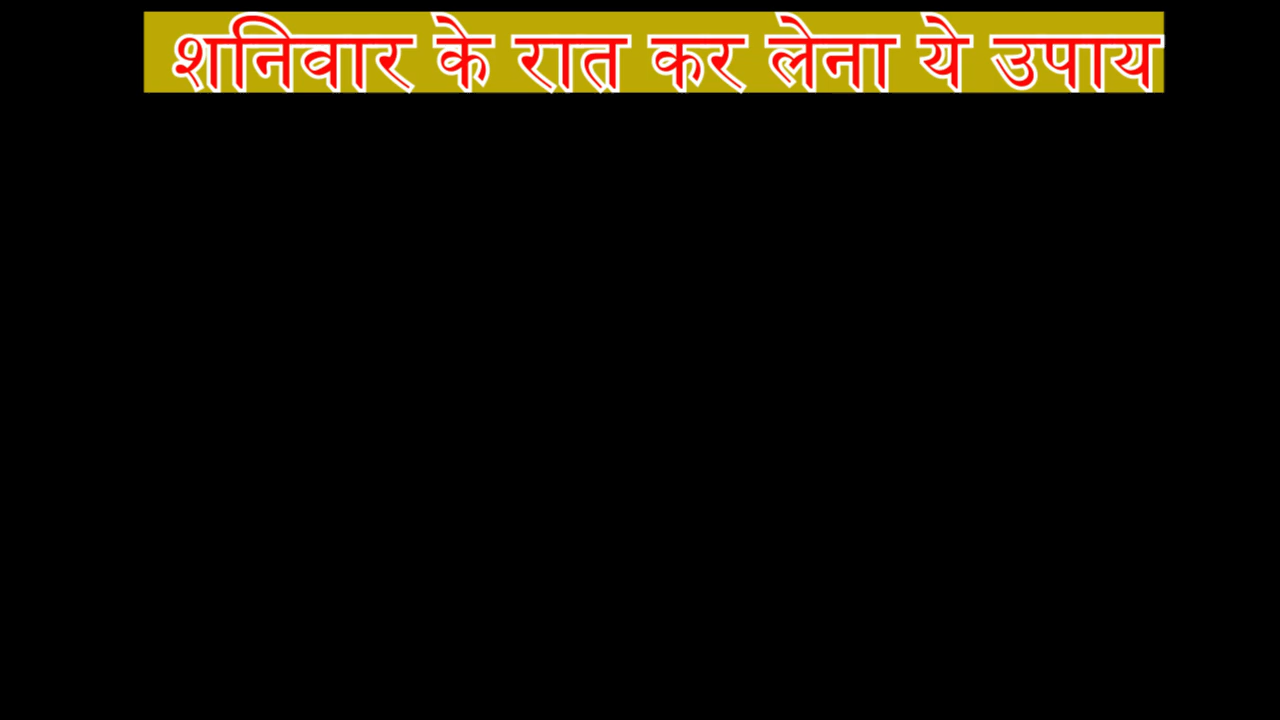 शनिवार के रात कर लेना ये उपाय